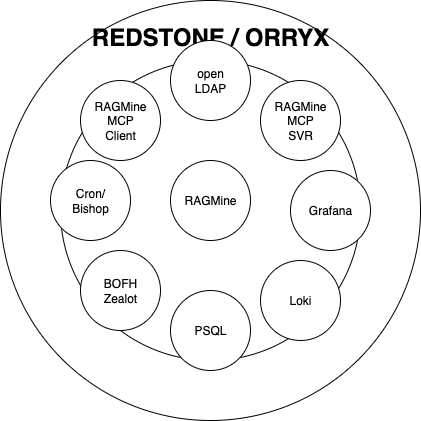 REDSTONE / ORRYX
open
LDAP
RAGMine
MCP
Client
RAGMine
MCP
SVR
Cron/
Bishop
RAGMine
Grafana
BOFH
Zealot
Loki
PSQL